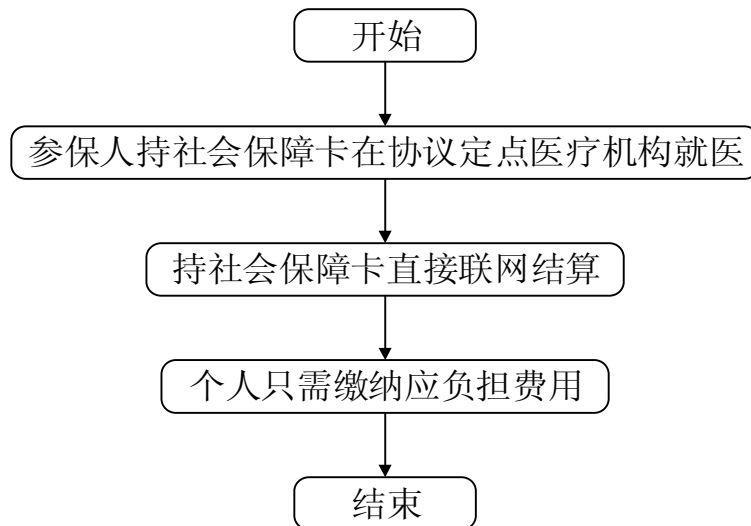 开始
参保人持社会保障卡在协议定点医疗机构就医
持社会保障卡直接联网结算
个人只需缴纳应负担费用
结束